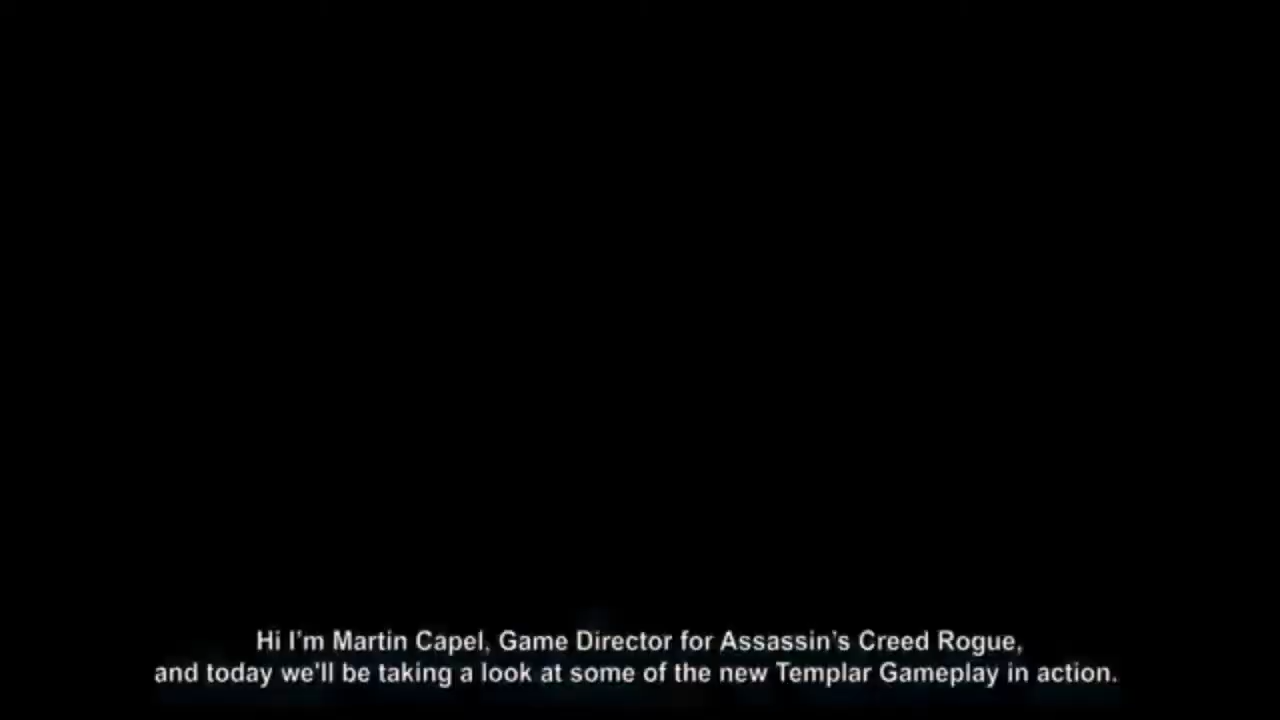 Hi I'm Martin Capel, Game Director for Assassin's Creed Rogue,
and today we'll be taking a look at some of the new Templar Gameplay in action.